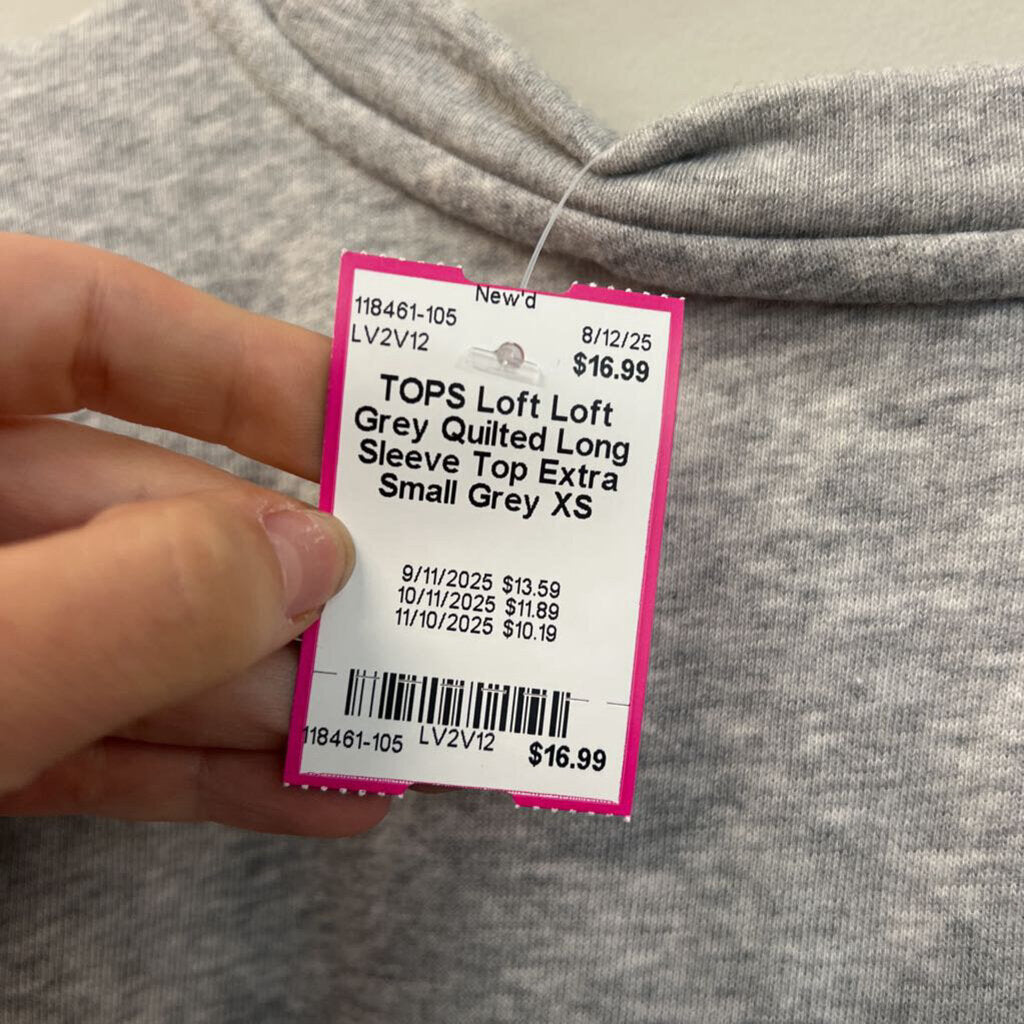 New'd
118461-105
8/12/25
LV2V12
$16.99
TOPS Loft Loft
Grey Quilted Long
Sleeve Top Extra
Small Grey XS
9/11/2025 $13.59
10/11/2025 $11.89
11/10/2025 $10.19
118461-105 LV2V12 $16.99